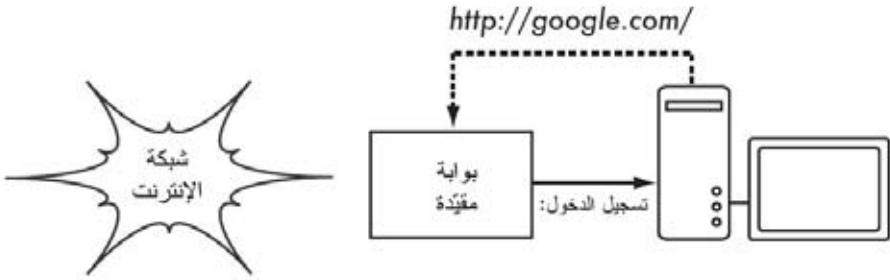 http://google.com/
شبكة
الإنترنت
بوابة
مقيّدة
تسجيل الدخول: